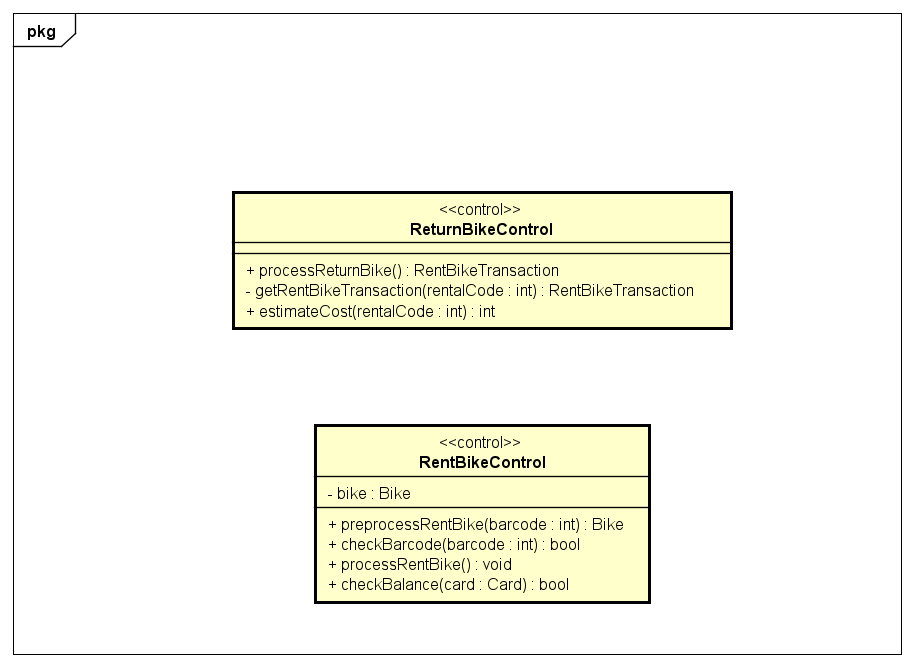 pkg
<<control>>
ReturnBikeControl
+ processReturnBike() : RentBikeTransaction
- getRentBikeTransaction(rentalCode : int) : RentBikeTransaction
+ estimateCost(rentalCode : int) : int
<<control>>
RentBikeControl
- bike : Bike
+ preprocessRentBike(barcode : int) : Bike
+ checkBarcode(barcode : int) : bool
+ processRentBike() : void
+ checkBalance(card : Card) : bool